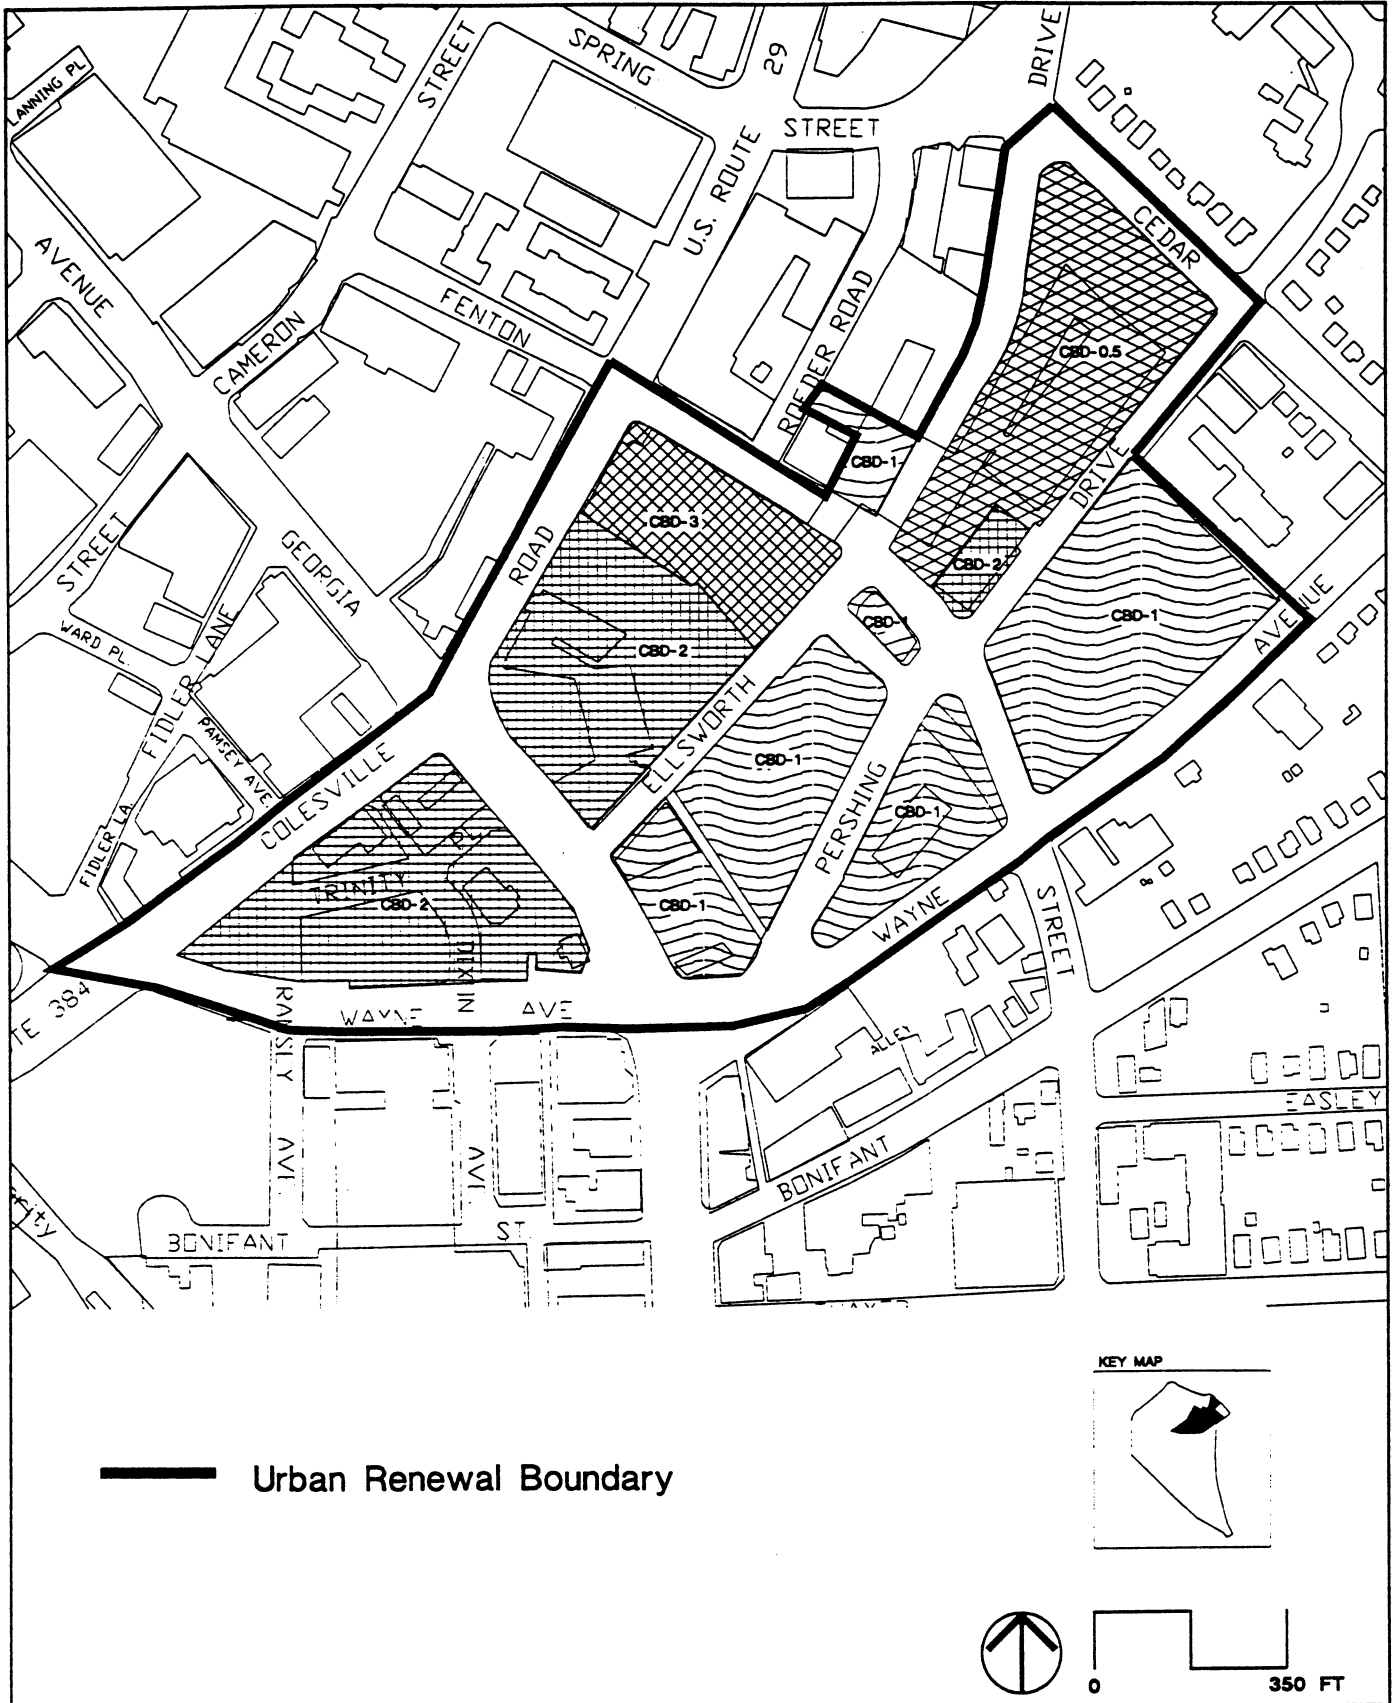 LANNING PL
STREET
SPRING
29
DRIVE
STREET
U.S. ROUTE
AVENUE
CEDAR
FENTON
CAMERON
ROEDER ROAD
CBD-0.5
CBD-1
DRIVE
CBD-3
ROAD
STREET
GEORGIA
CBD-2
CBD-1
CBD-1
AVENUE
WARD PL.
FIDLER LANE
CBD-2
ELLSWORTH
RAMSEY AVE.
CBD-1
PERSHING
CBD-1
COLESVILLE
FIDLER LA.
PL
TRINITY
CBD-2
CBD-1
WAYNE
STREET
DIXIN
TE 384
RAMSLY
AVE.
WAYNE
AVE
ALLEY
EASLEY
AVE.
BONIFANT
BONIFANT
ST.
KEY MAP
Urban Renewal Boundary
0
350 FT